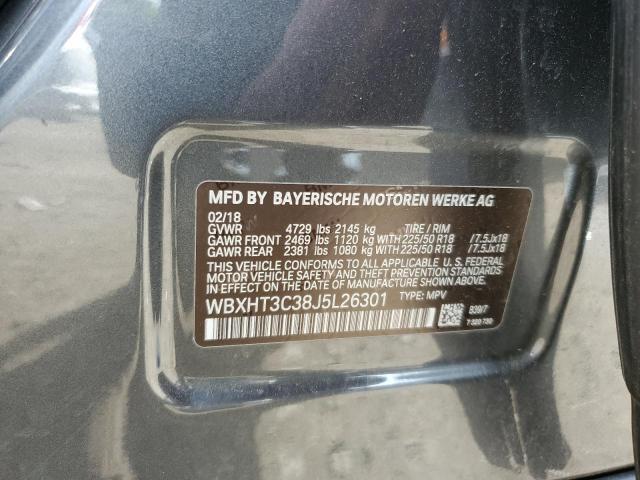 MFD BY BAYERISCHE MOTOREN WERKE AG
02/18
GVWR 4729 lbs 2145 kg TIRE / RIM
GAWR FRONT 2469 lbs 1120 kg WITH 225/50 R18 /7.5Jx18
GAWR REAR 2381 lbs 1080 kg WITH 225/50 R18 /7.5Jx18
THIS VEHICLE CONFORMS TO ALL APPLICABLE U.S. FEDERAL
MOTOR VEHICLE SAFETY AND THEFT PREVENTION STANDARDS
IN EFFECT ON THE DATE OF MANUFACTURE SHOWN ABOVE.
WBXHT3C38J5L26301 TYPE: MPV
B39/7